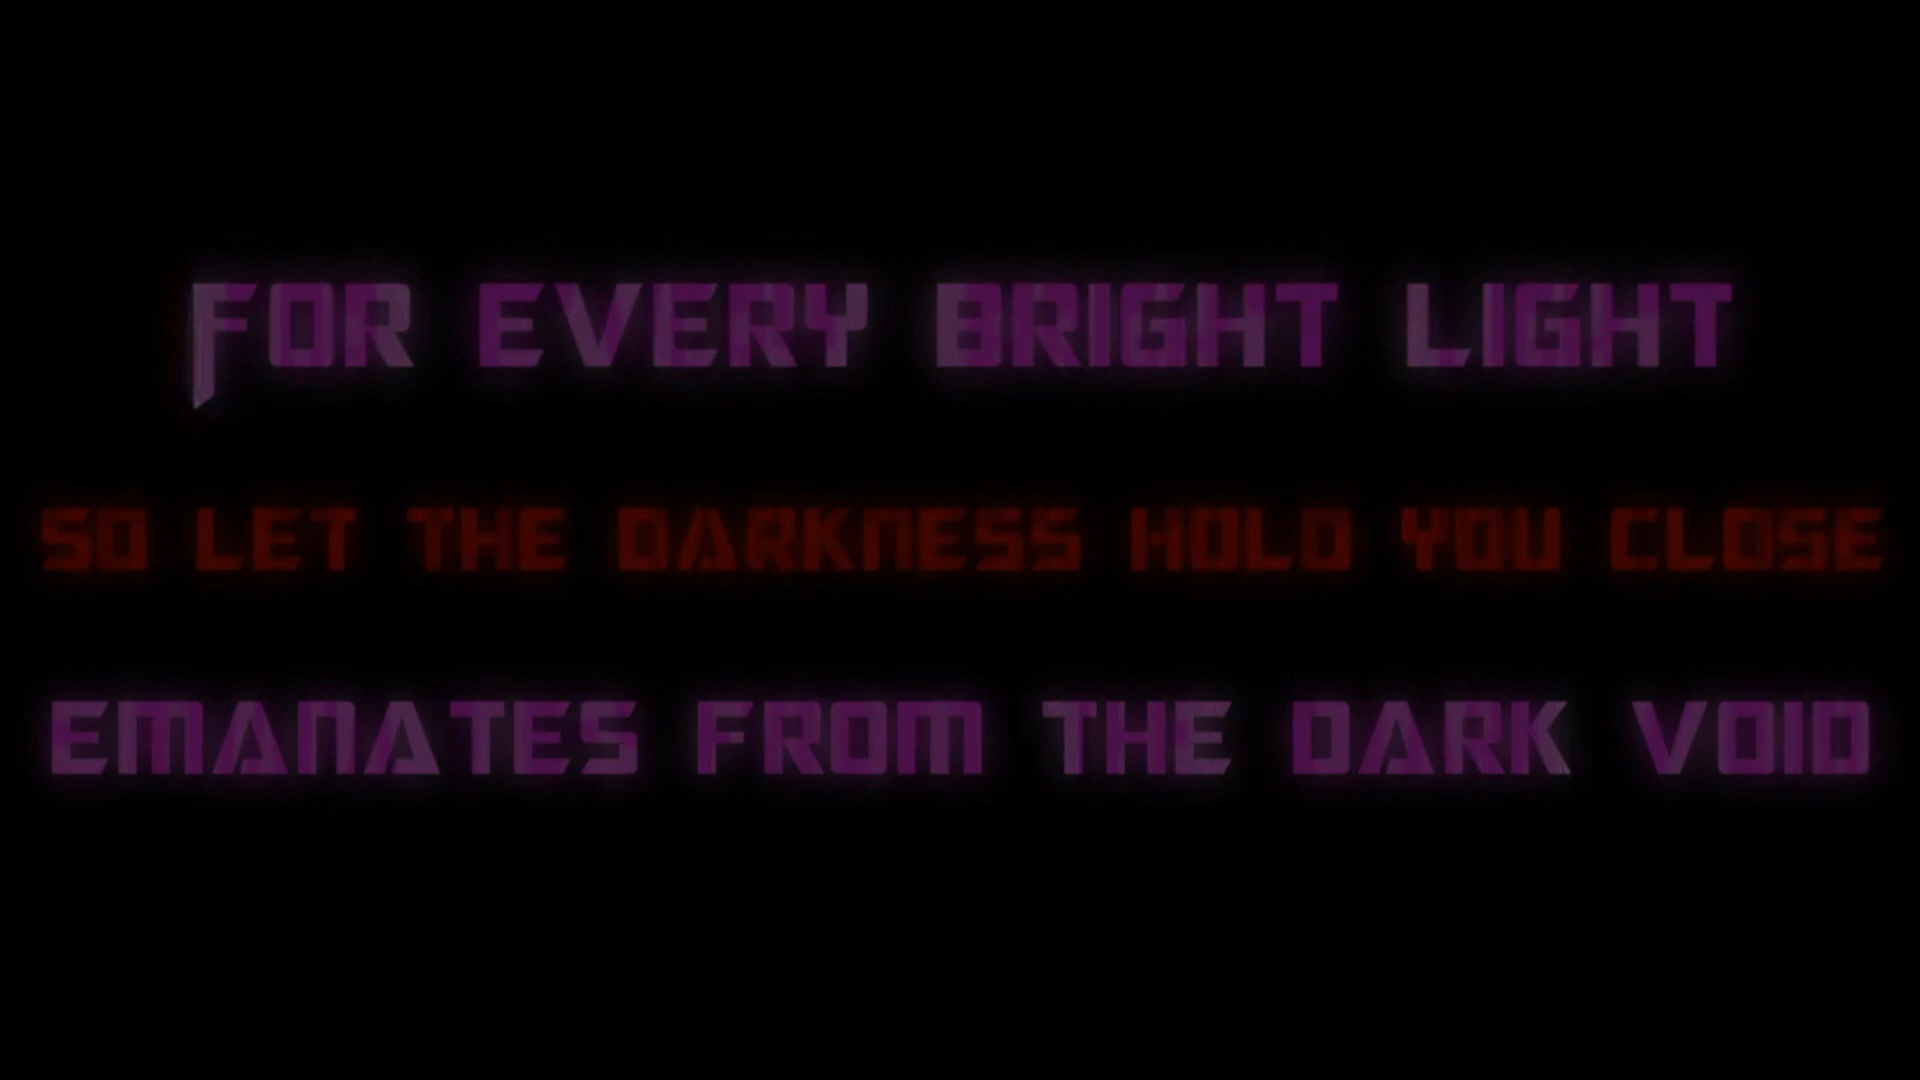 FOR EVERY BRIGHT LIGHT
SO LET THE DARKNESS HOLD YOU CLOSE
EMANATES FROM THE DARK VOID